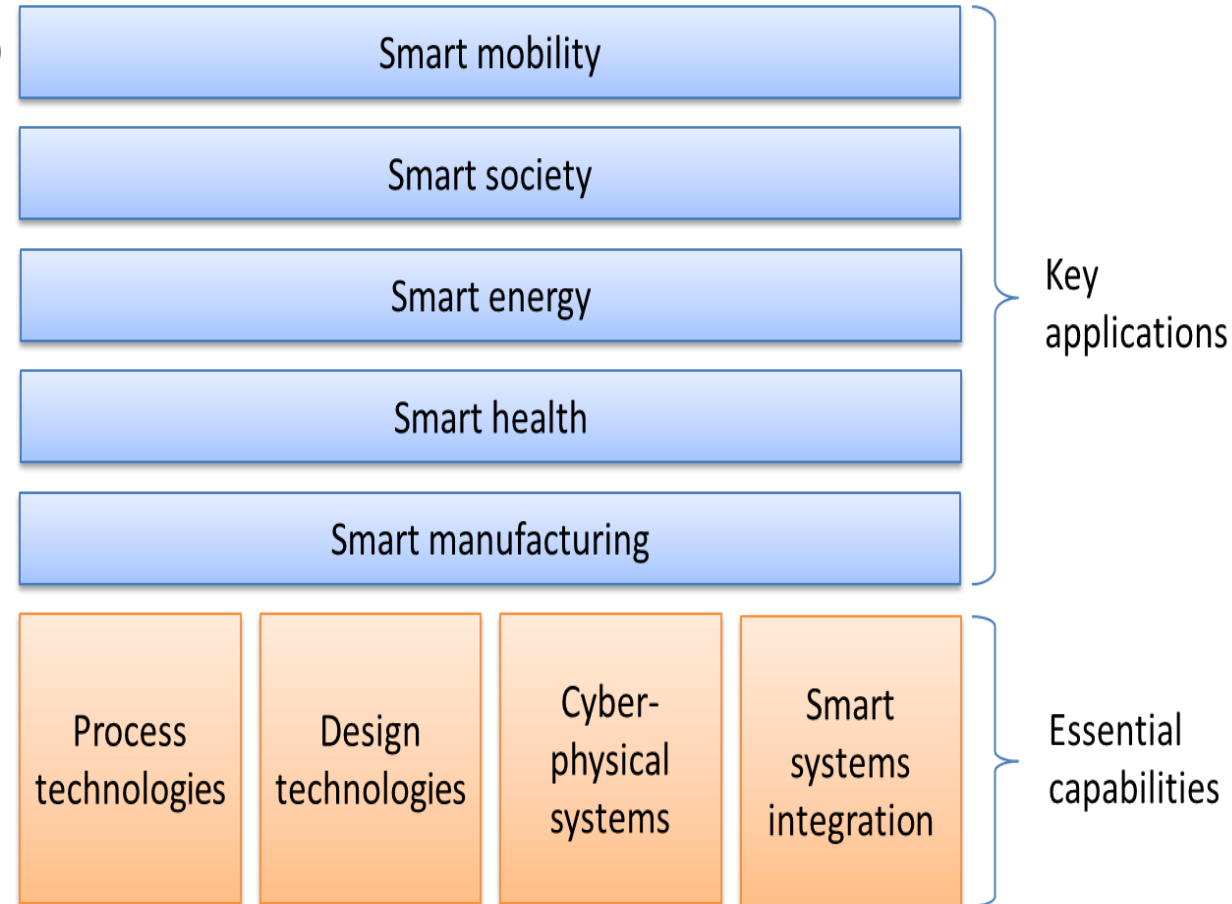 Smart mobility
Smart society
Smart energy
Smart health
Smart manufacturing
Key
applications
Process
technologies
Design
technologies
Cyber-
physical
systems
Smart
systems
integration
Essential
capabilities